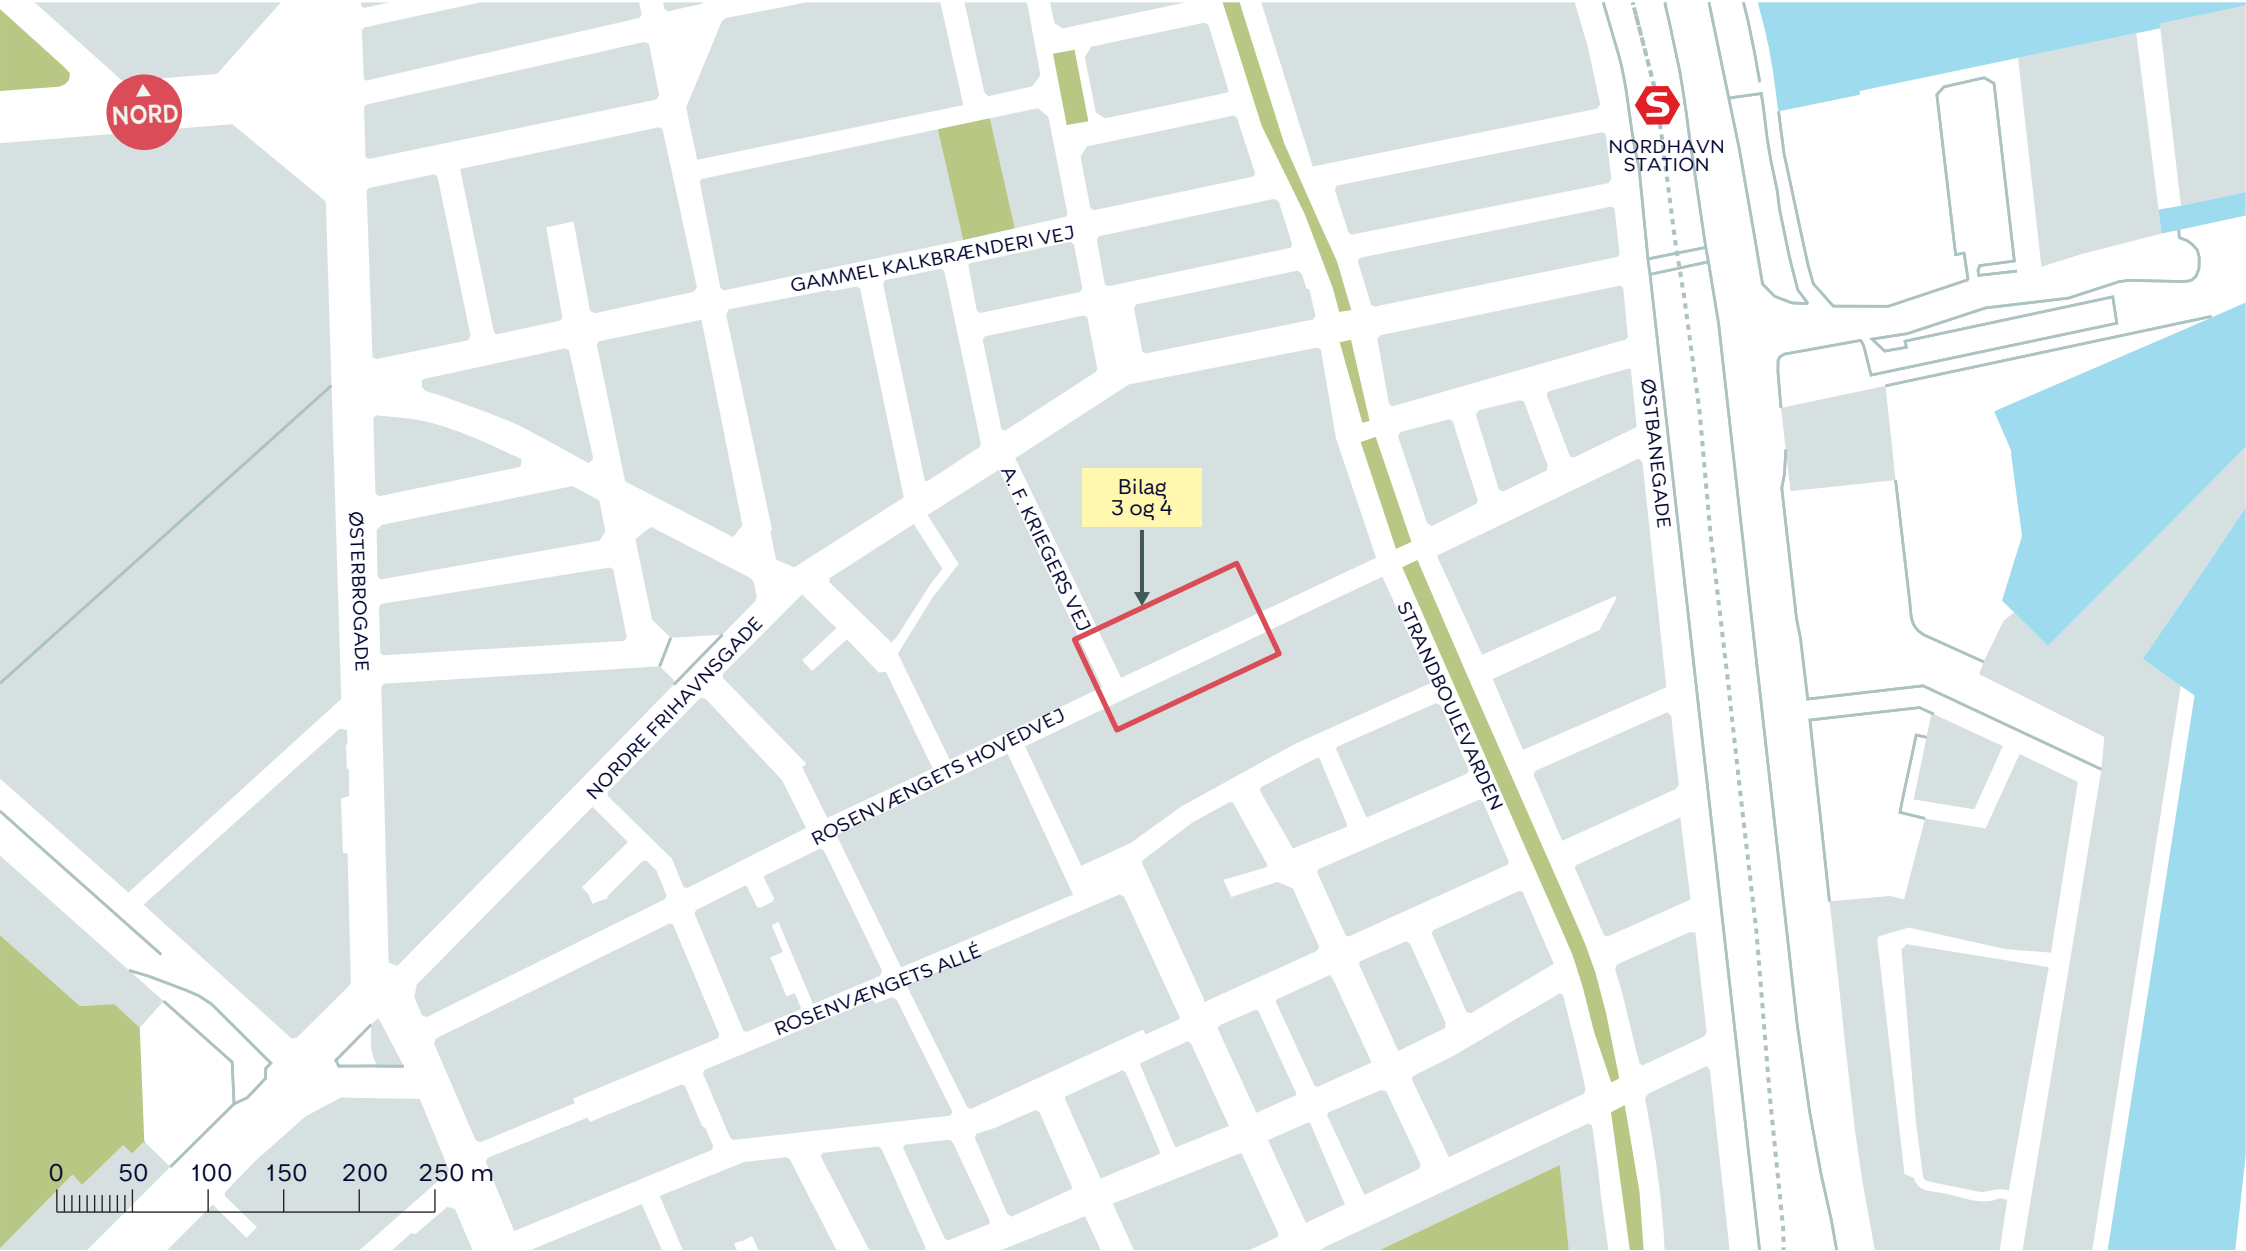 NORD
S
NORDHAVN
STATION
GAMMEL KALKBRÆNDERI VEJ
ØSTBANEGADE
A. F. KRIEGERS VEJ
Bilag
3 og 4
ØSTERBROGADE
STRANDBOULEVARDEN
NORDRE FRIHAVNSGADE
ROSENVÆNGETS HOVEDVEJ
ROSENVÆNGETS ALLÉ
0 50 100 150 200 250 m